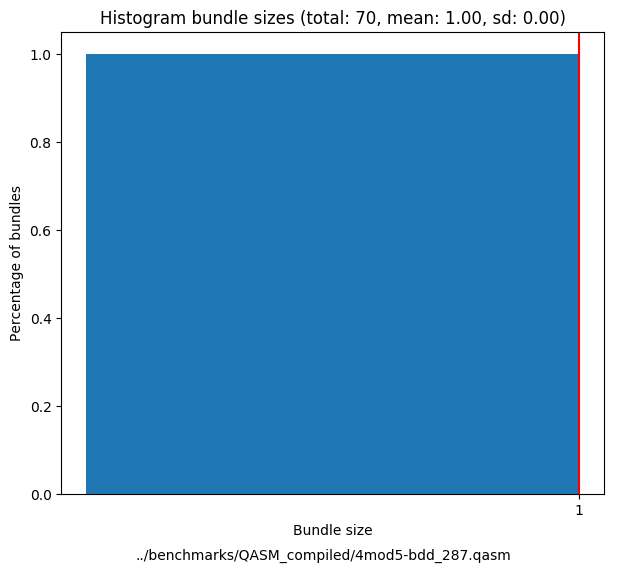 Histogram bundle sizes (total: 70, mean: 1.00, sd: 0.00)
1.0
0.8
0.6
0.4
0.2
0.0
Percentage of bundles
1
Bundle size
../benchmarks/QASM_compiled/4mod5-bdd_287.qasm